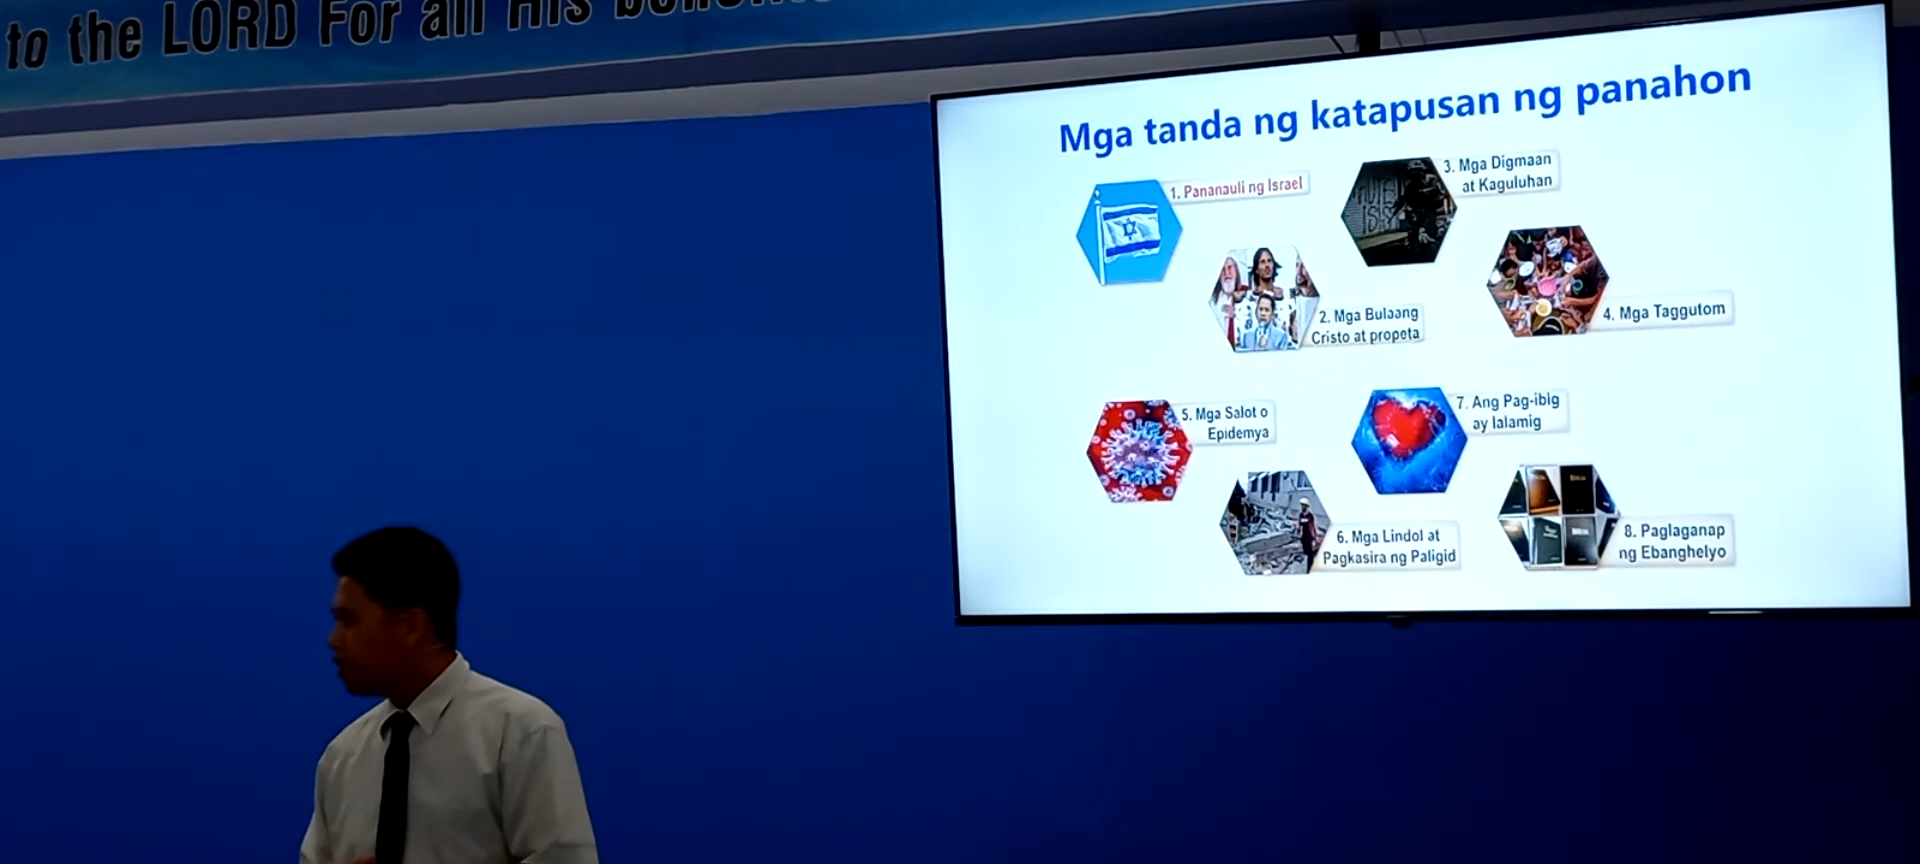 to the LORD For all His
Mga tanda ng katapusan ng panahon
1. Pananauli ng Israel
2. Mga Bulaang
Cristo at propeta
3. Mga Digmaan
at Kaguluhan
4. Mga Taggutom
5. Mga Salot o
Epidemya
6. Mga Lindol at
Pagkasira ng Paligid
7. Ang Pag-ibig
ay lalamig
8. Paglaganap
ng Ebanghelyo